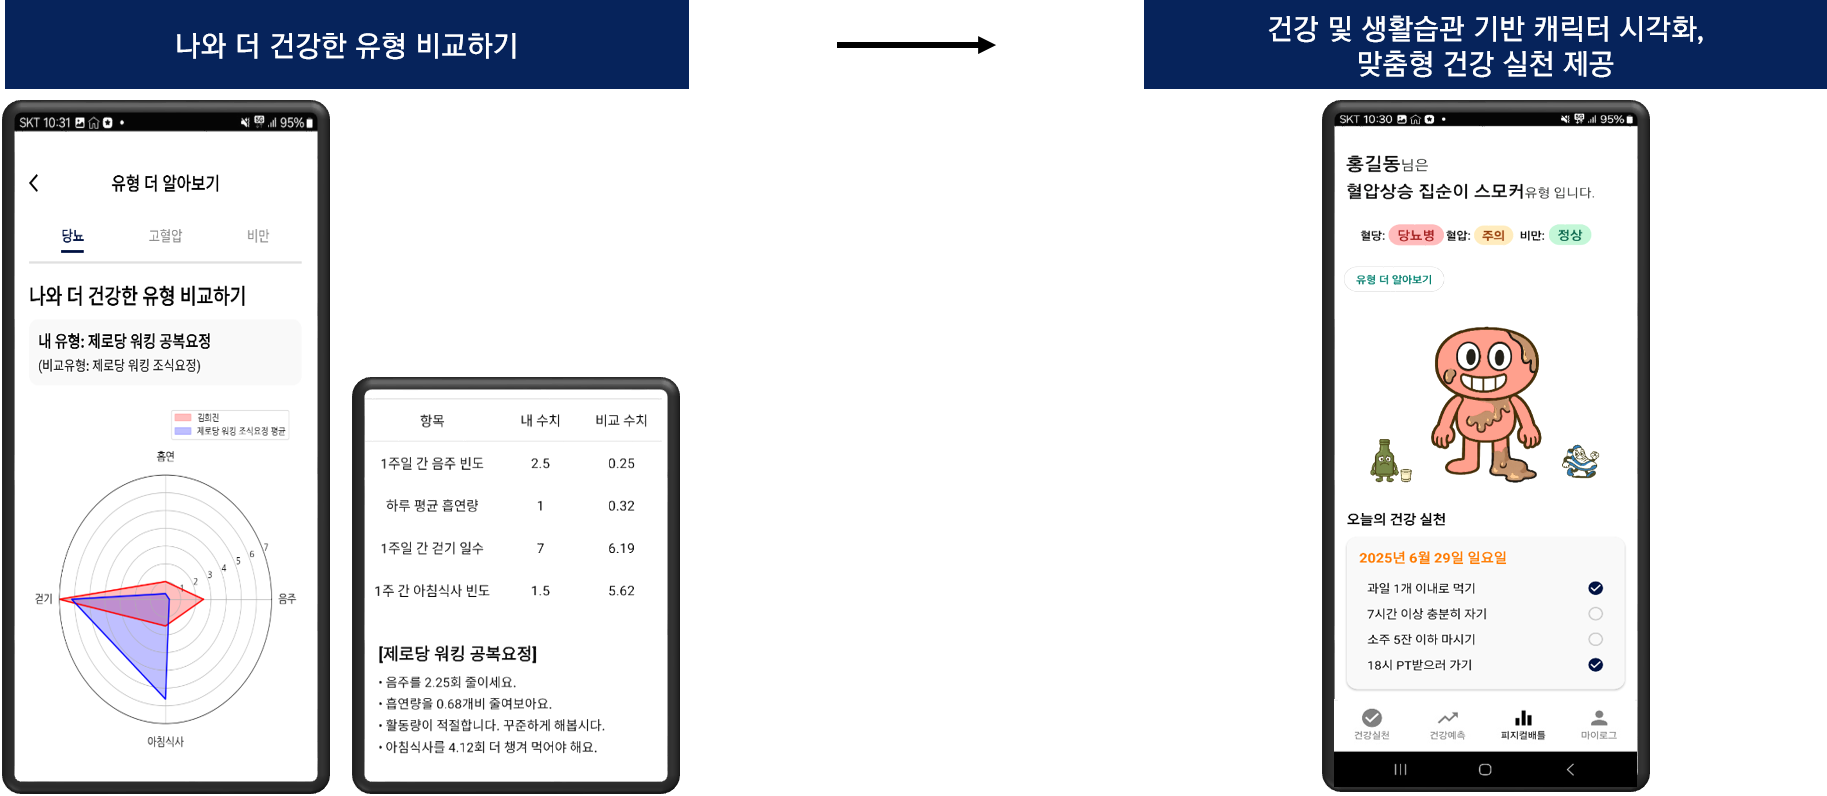 나와 더 건강한 유형 비교하기
건강 및 생활습관 기반 캐릭터 시각화,
맞춤형 건강 실천 제공
SKT 10:31 95%
유형 더 알아보기
당뇨 고혈압 비만
나와 더 건강한 유형 비교하기
내 유형: 제로당 워킹 공복요정
(비교유형: 제로당 워킹 조식요정)
김희진
제로당 워킹 조식요정 평균
흡연
1 2 3 4 5 6 7
걷기
음주
아침식사
항목 내 수치 비교 수치
1주일 간 음주 빈도 2.5 0.25
하루 평균 흡연량 1 0.32
1주일 간 걷기 일수 7 6.19
1주 간 아침식사 빈도 1.5 5.62
[제로당 워킹 공복요정]
• 음주를 2.25회 줄이세요.
• 흡연량을 0.68개비 줄여보아요.
• 활동량이 적절합니다. 꾸준하게 해봅시다.
• 아침식사를 4.12회 더 챙겨 먹어야 해요.
SKT 10:30 95%
홍길동님은
혈압상승 집순이 스모커유형 입니다.
혈당: 당뇨병 혈압: 주의 비만: 정상
유형 더 알아보기
오늘의 건강 실천
2025년 6월 29일 일요일
과일 1개 이내로 먹기
7시간 이상 충분히 자기
소주 5잔 이하 마시기
18시 PT받으러 가기
건강실천 건강예측 피지컬배틀 마이로그